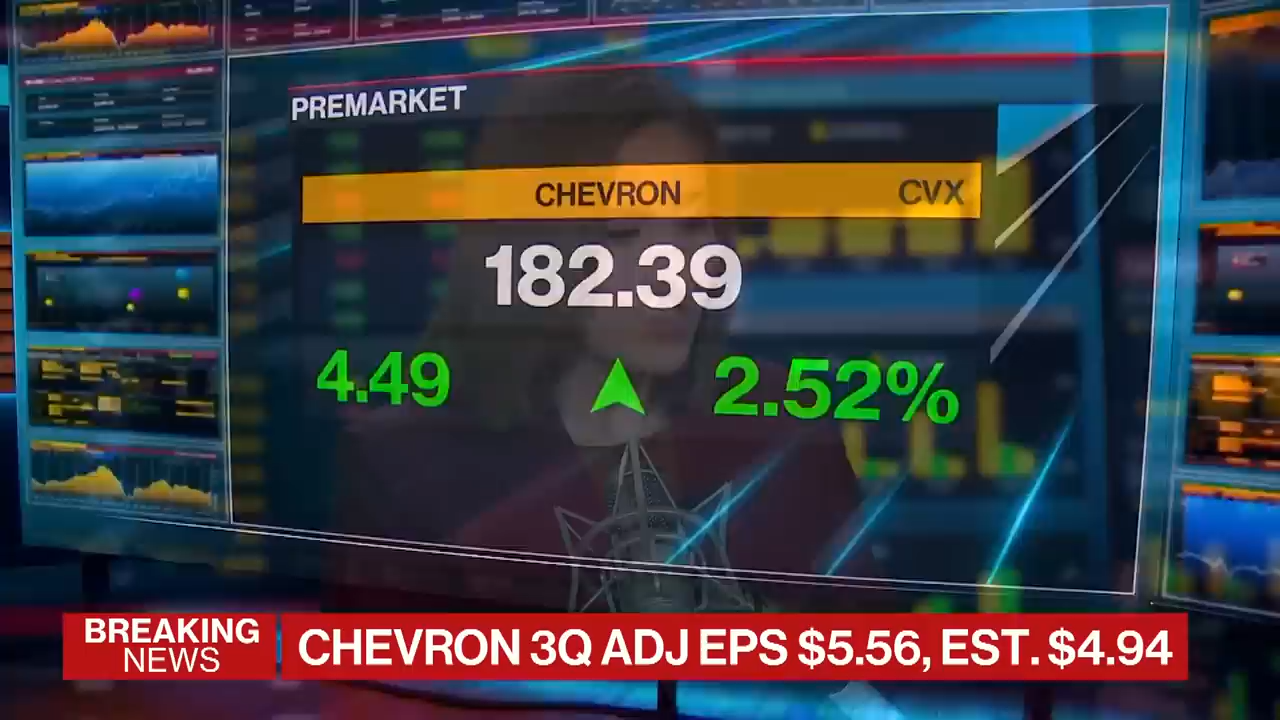 PREMARKET
CHEVRON CVX
182.39
4.49 2.52%
BREAKING
NEWS
CHEVRON 3Q ADJ EPS $5.56, EST. $4.94